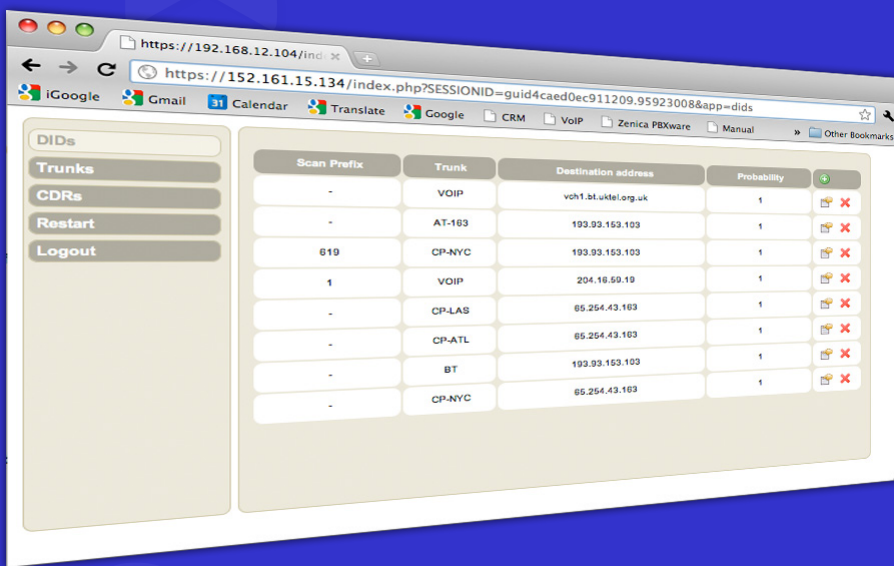 https://192.168.12.104/ind
https://152.161.15.134/index.php?SESSIONID=guid4caed0ec911209.95923008&app=dids
iGoogle Gmail 31 Calendar Translate Google CRM VoIP Zenica PBXware Manual » Other Bookmarks
DIDs
Trunks
CDRs
Restart
Logout
Scan Prefix Trunk Destination address Probability
- VOIP vch1.bt.uktel.org.uk 1
- AT-163 193.93.153.103 1
619 CP-NYC 193.93.153.103 1
1 VOIP 204.16.59.19 1
- CP-LAS 65.254.43.163 1
- CP-ATL 65.254.43.163 1
- BT 193.93.153.103 1
- CP-NYC 65.254.43.163 1